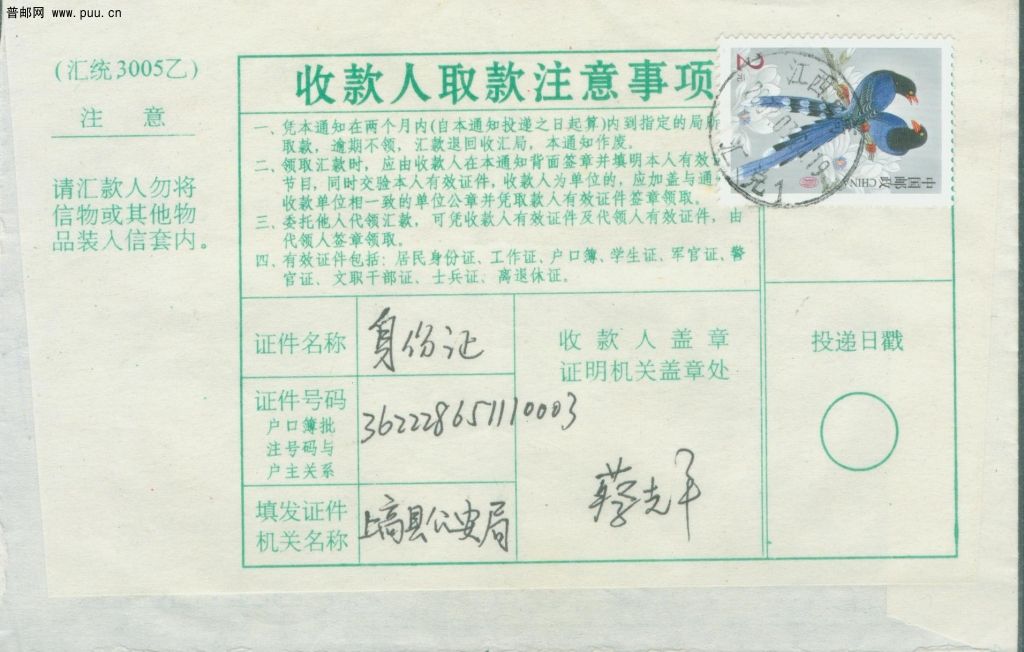 普邮网 www.puu.cn
(汇统3005乙)
注 意
请汇款人勿将
信物或其他物
品装入信套内。
收款人取款注意事项
一、凭本通知在两个月内(自本通知投递之日起算)内到指定的局所
取款，逾期不领，汇款退回收汇局，本通知作废。
二、领取汇款时，应由收款人在本通知背面签章并填明本人有效
节目，同时交验本人有效证件，收款人为单位的，应加盖与通
收款单位相一致的单位公章并凭取款人有效证件签章领取。
三、委托他人代领汇款，可凭收款人有效证件及代领人有效证件，由
代领人签章领取。
四、有效证件包括：居民身份证、工作证、户口簿、学生证、军官证、警
官证、文职干部证、士兵证、离退休证。
2元
中国邮政 CHINA
江西
证件名称
身份证
证件号码
户口簿批
注号码与
户主关系
362228651110003
填发证件
机关名称
上高县公安局
收款人盖章
证明机关盖章处
投递日戳